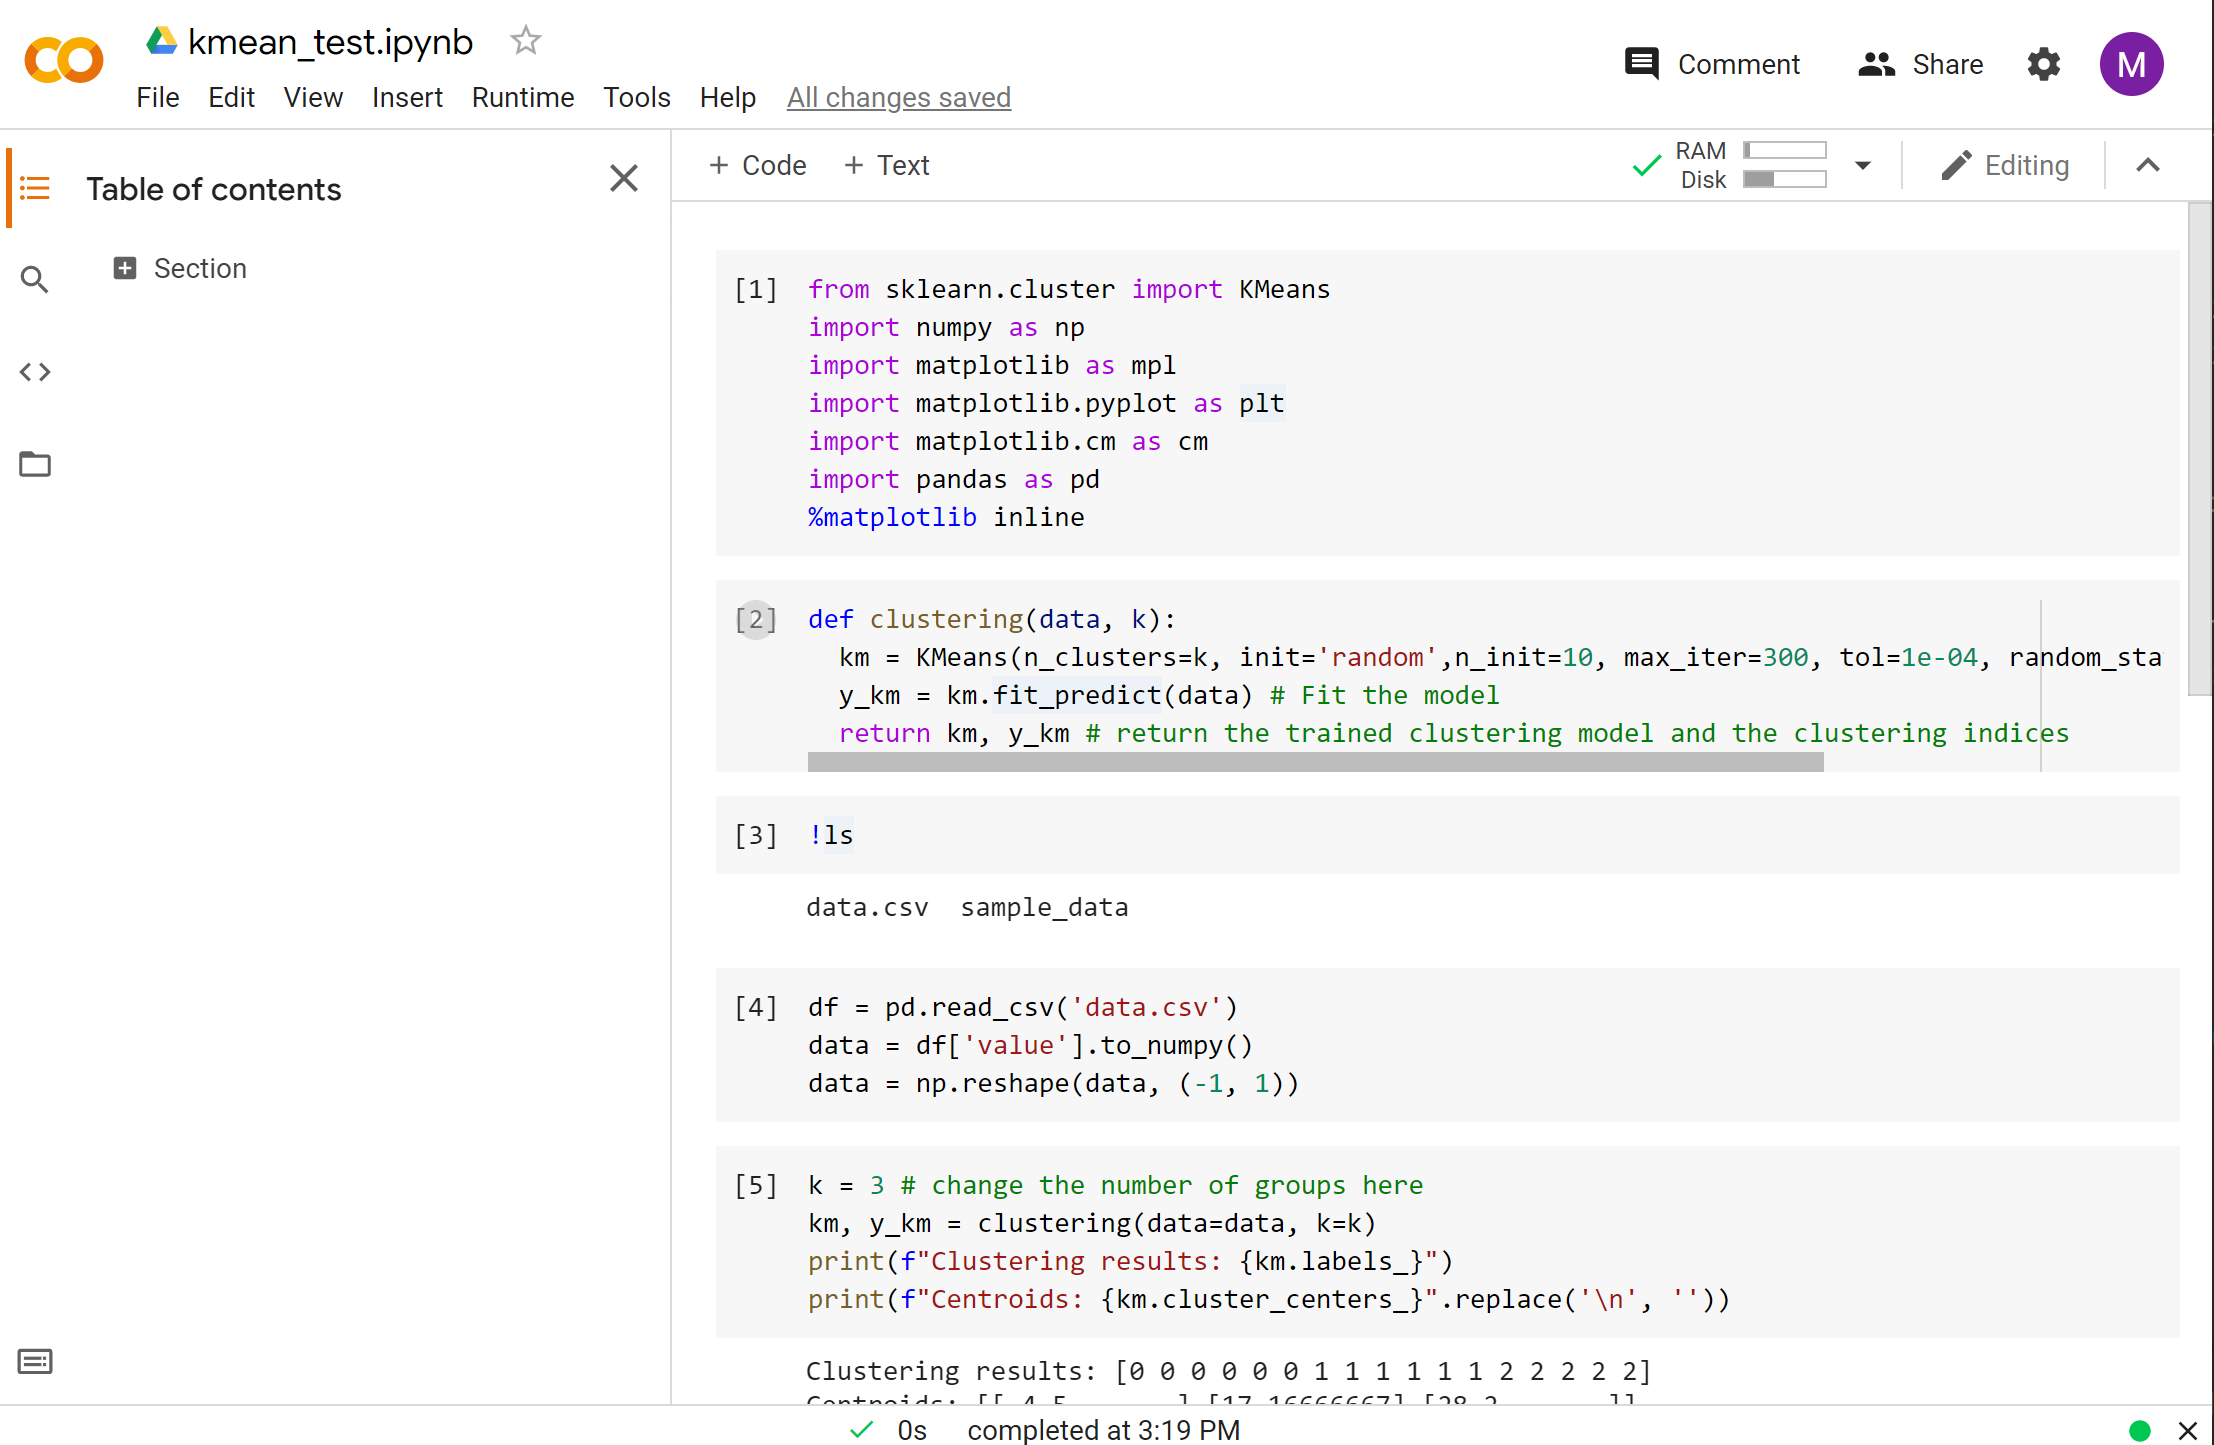 kmean_test.ipynb
File Edit View Insert Runtime Tools Help All changes saved
Comment Share M
Table of contents
Section
+ Code + Text
RAM
Disk
Editing
[1] from sklearn.cluster import KMeans
import numpy as np
import matplotlib as mpl
import matplotlib.pyplot as plt
import matplotlib.cm as cm
import pandas as pd
%matplotlib inline
[2] def clustering(data, k):
km = KMeans(n_clusters=k, init='random',n_init=10, max_iter=300, tol=1e-04, random_sta
y_km = km.fit_predict(data) # Fit the model
return km, y_km # return the trained clustering model and the clustering indices
[3] !ls
data.csv sample_data
[4] df = pd.read_csv('data.csv')
data = df['value'].to_numpy()
data = np.reshape(data, (-1, 1))
[5] k = 3 # change the number of groups here
km, y_km = clustering(data=data, k=k)
print(f"Clustering results: {km.labels_}")
print(f"Centroids: {km.cluster_centers_}".replace('\n', ''))
Clustering results: [0 0 0 0 0 0 1 1 1 1 1 1 2 2 2 2 2]
Centroids: [[ 4.5 ] [17.16666667] [28.2 ]]
0s completed at 3:19 PM